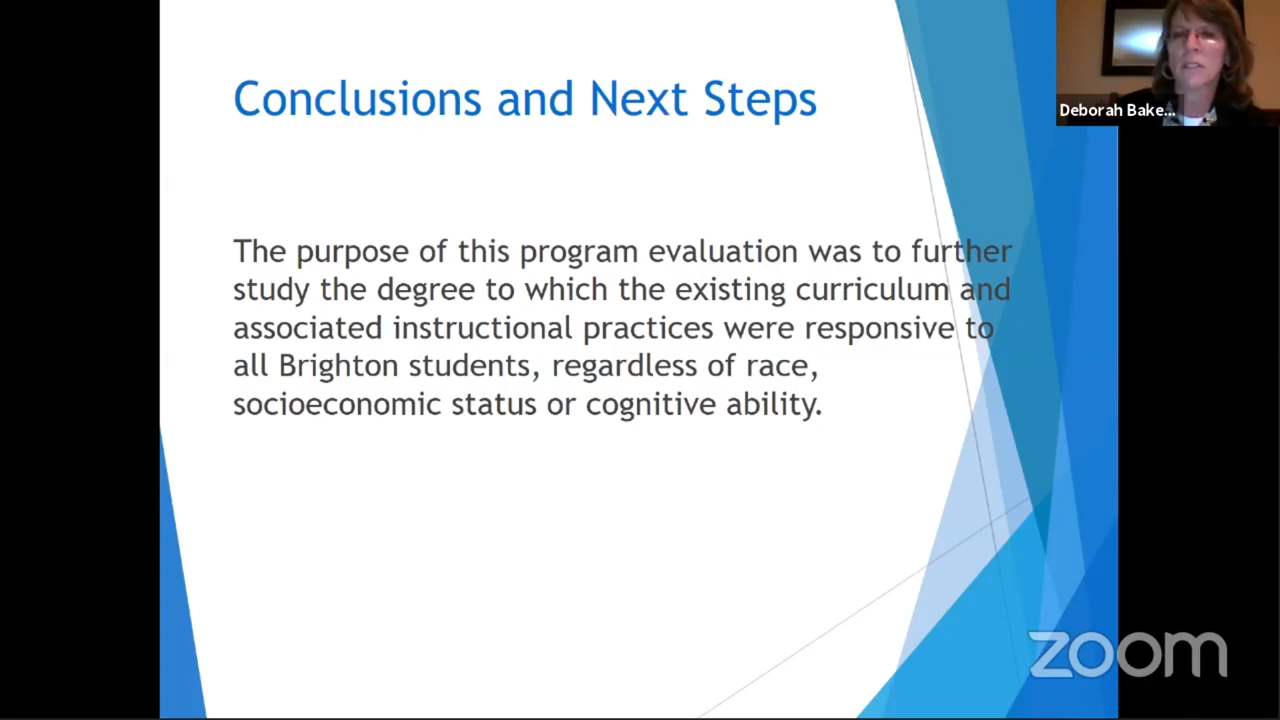 Conclusions and Next Steps
Deborah Bake...
The purpose of this program evaluation was to further
study the degree to which the existing curriculum and
associated instructional practices were responsive to
all Brighton students, regardless of race,
socioeconomic status or cognitive ability.
zoom